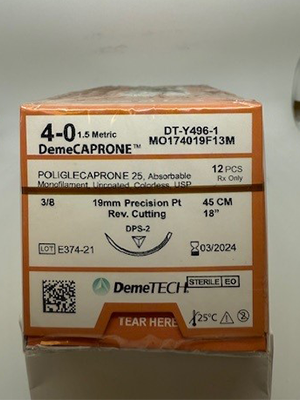 4-0 1.5 Metric
DemeCAPRONE™
DT-Y496-1
MO174019F13M
POLIGLECAPRONE 25, Absorbable
Monofilament, Uncoated, Colorless, USP
12 PCS
Rx Only
3/8
19mm Precision Pt
Rev. Cutting
45 CM
18"
DPS-2
LOT E374-21
03/2024
DemeTECH
STERILE EO
TEAR HERE
25°C